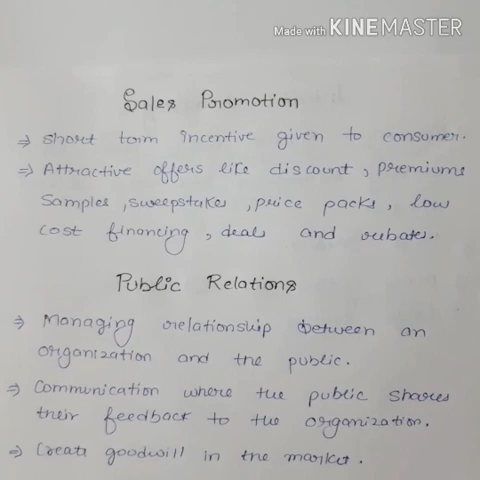 Made with KINEMASTER
Sales Promotion
⇒ Short term incentive given to consumer.
⇒ Attractive offers like discount, premiums
Samples, sweepstakes, price packs, low
cost financing, deals and rebates.
Public Relations
⇒ Managing relationship between an
organization and the public.
⇒ Communication where the public shares
their feedback to the organization.
⇒ Create goodwill in the market.